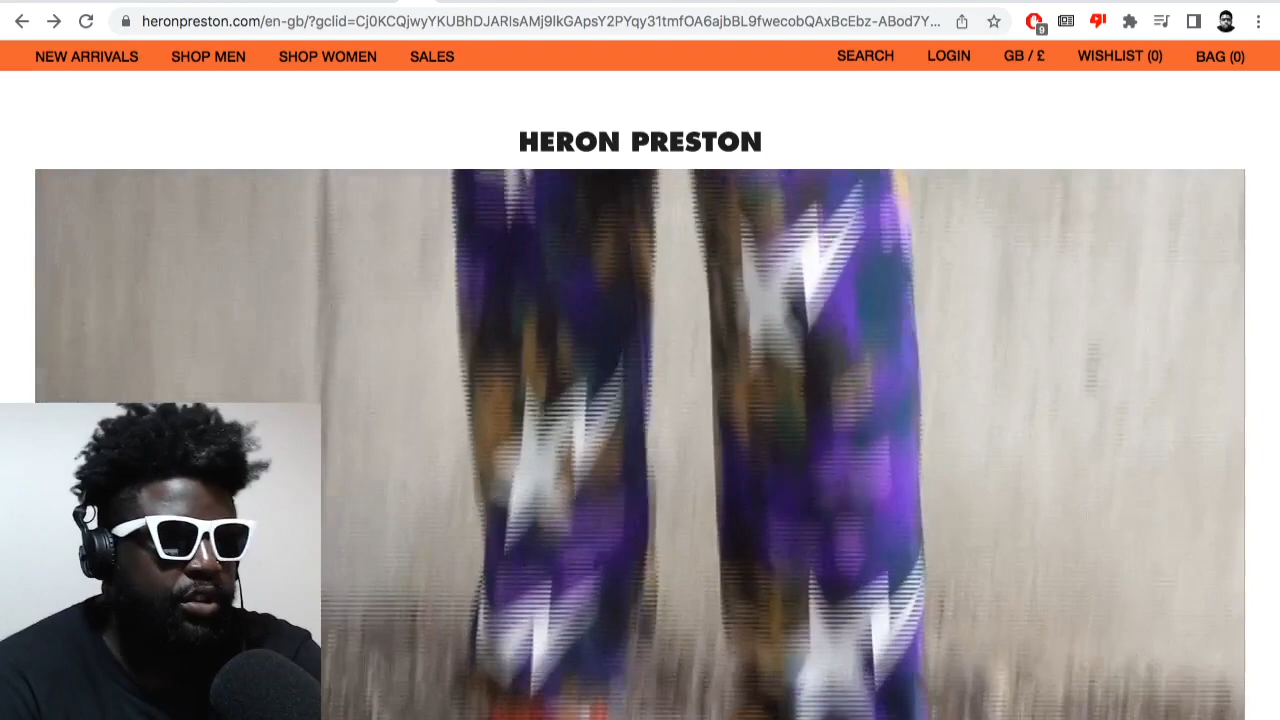 heronpreston.com/en-gb/?gclid=Cj0KCQjwyYKUBhDJARIsAMj9lkGApsY2PYqy31tmfOA6ajbBL9fwecobQAxBcEbz-ABod7Y...
9
NEW ARRIVALS SHOP MEN SHOP WOMEN SALES SEARCH LOGIN GB / £ WISHLIST (0) BAG (0)
HERON PRESTON